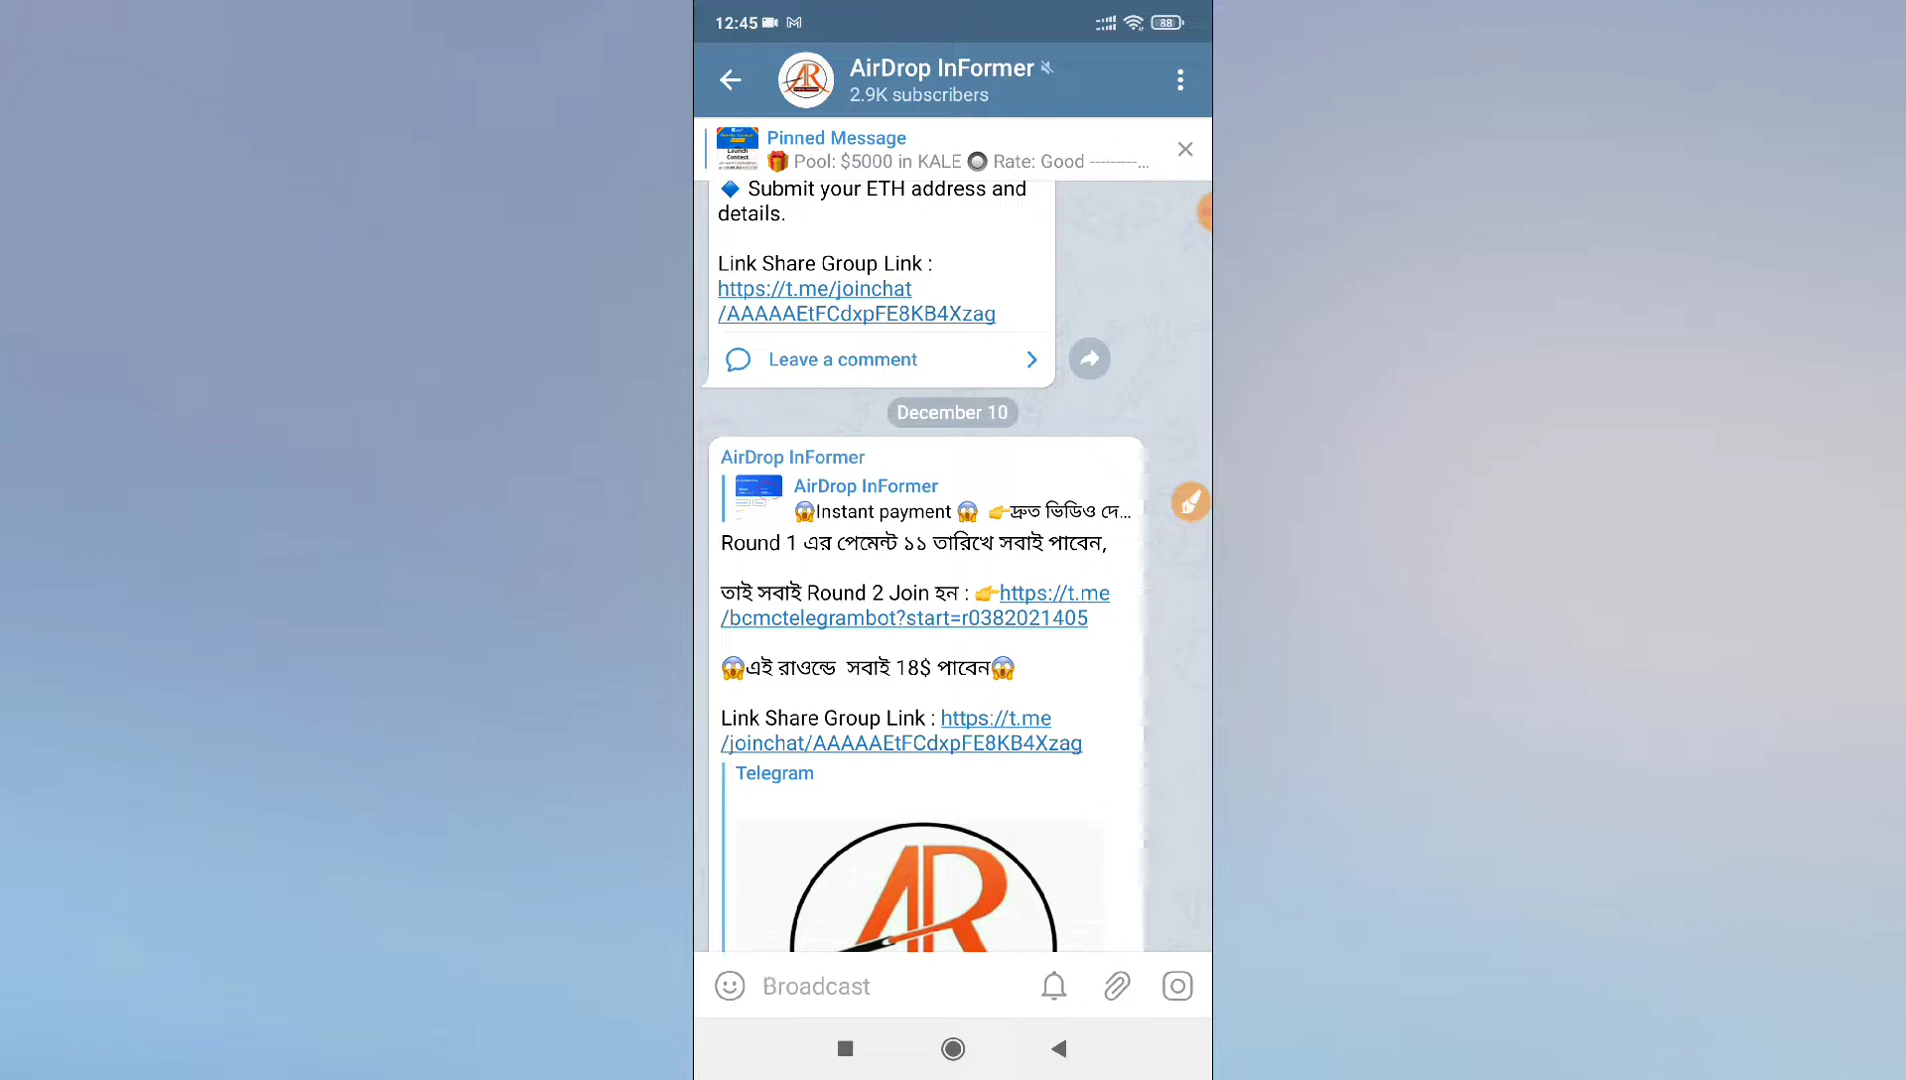 12:45
88
AirDrop InFormer
2.9K subscribers
Pinned Message
🎁 Pool: $5000 in KALE 🔘 Rate: Good ---------...
🔹 Submit your ETH address and
details.
Link Share Group Link :
https://t.me/joinchat
/AAAAAEtFCdxpFE8KB4Xzag
Leave a comment
December 10
AirDrop InFormer
AirDrop InFormer
😱Instant payment 😱 👉দ্রুত ভিডিও দে...
Round 1 এর পেমেন্ট ১১ তারিখে সবাই পাবেন,
তাই সবাই Round 2 Join হন : 👉https://t.me
/bcmctelegrambot?start=r0382021405
😱এই রাওন্ডে সবাই 18$ পাবেন😱
Link Share Group Link : https://t.me
/joinchat/AAAAAEtFCdxpFE8KB4Xzag
Telegram
AR
Broadcast